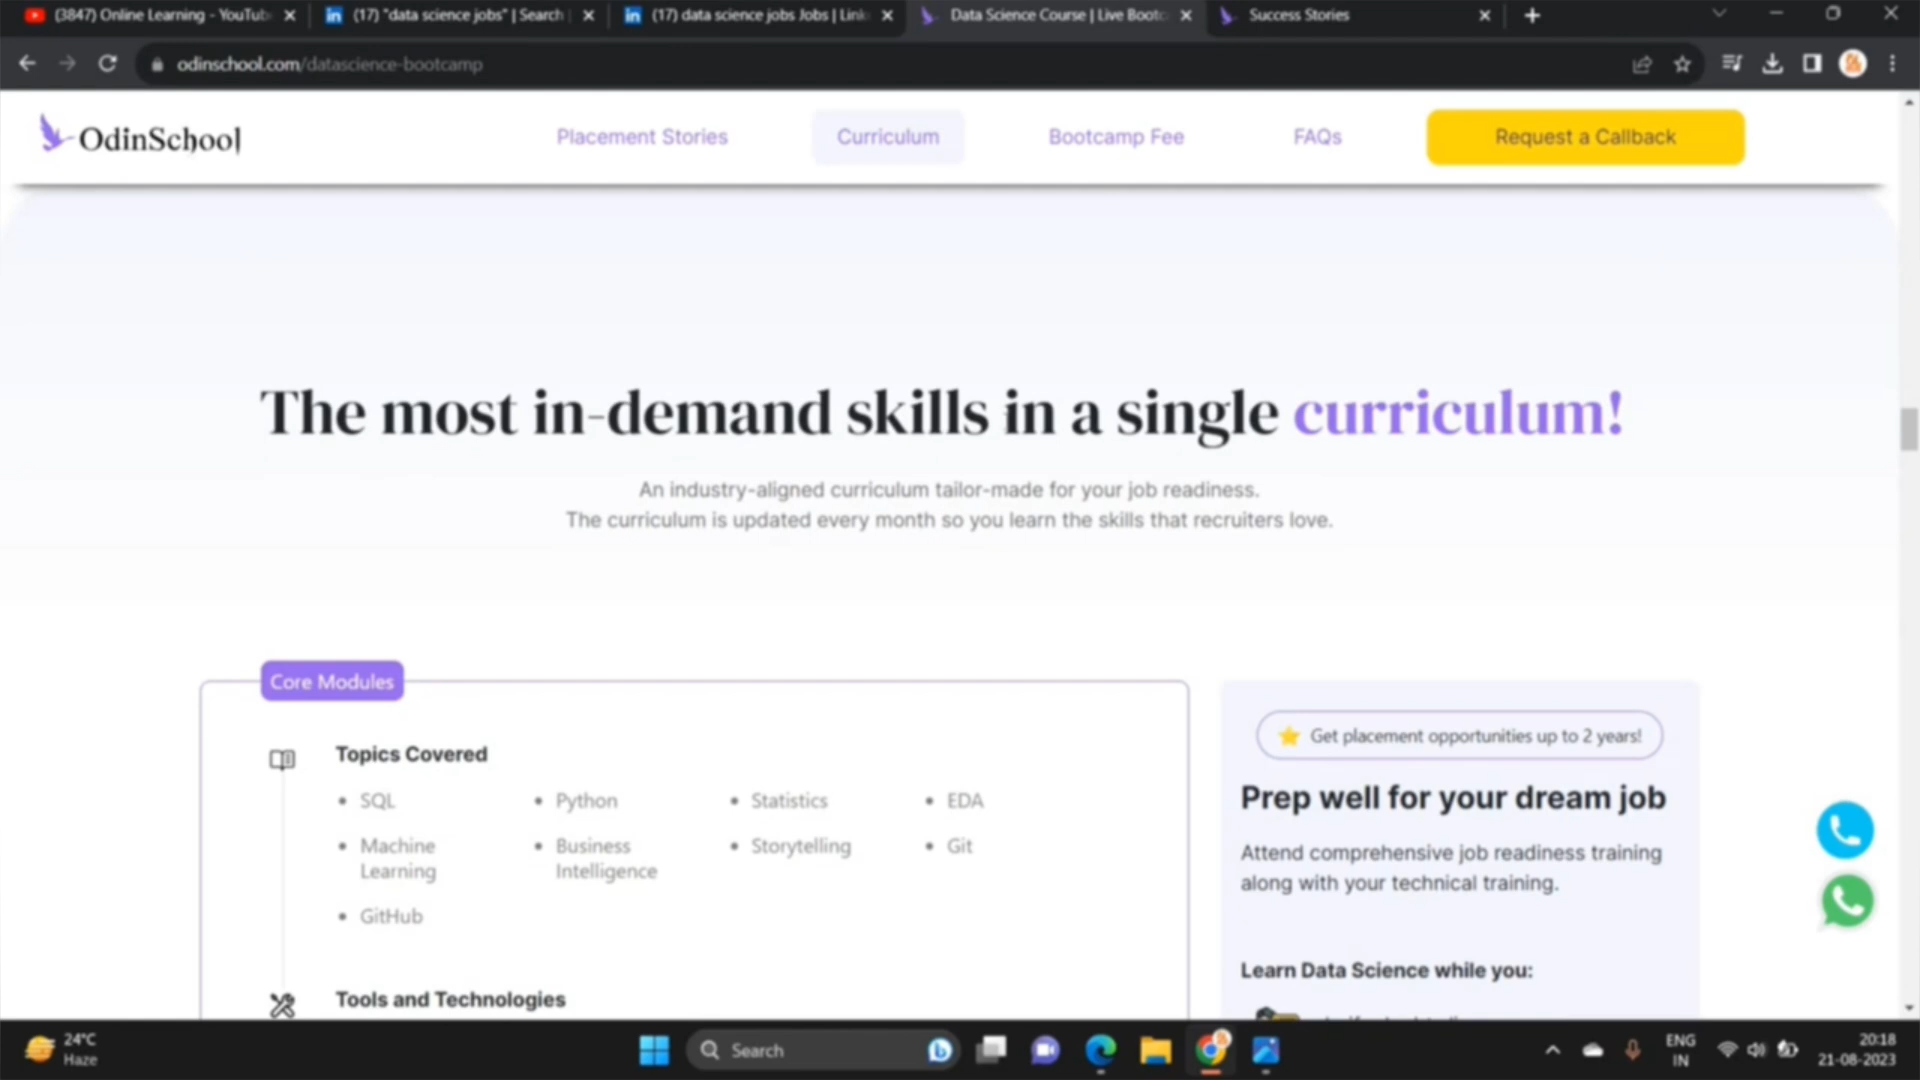 (3847) Online Learning - YouTub
(17) "data science jobs" | Search
(17) data science jobs Jobs | Link
Data Science Course | Live Bootc
Success Stories
odinschool.com/datascience-bootcamp
OdinSchool
Placement Stories
Curriculum
Bootcamp Fee
FAQs
Request a Callback
The most in-demand skills in a single curriculum!
An industry-aligned curriculum tailor-made for your job readiness.
The curriculum is updated every month so you learn the skills that recruiters love.
Core Modules
Topics Covered
SQL
Python
Statistics
EDA
Machine
Learning
Business
Intelligence
Storytelling
Git
GitHub
Tools and Technologies
Get placement opportunities up to 2 years!
Prep well for your dream job
Attend comprehensive job readiness training
along with your technical training.
Learn Data Science while you:
24°C
Haze
Search
ENG
IN
20:18
21-08-2023